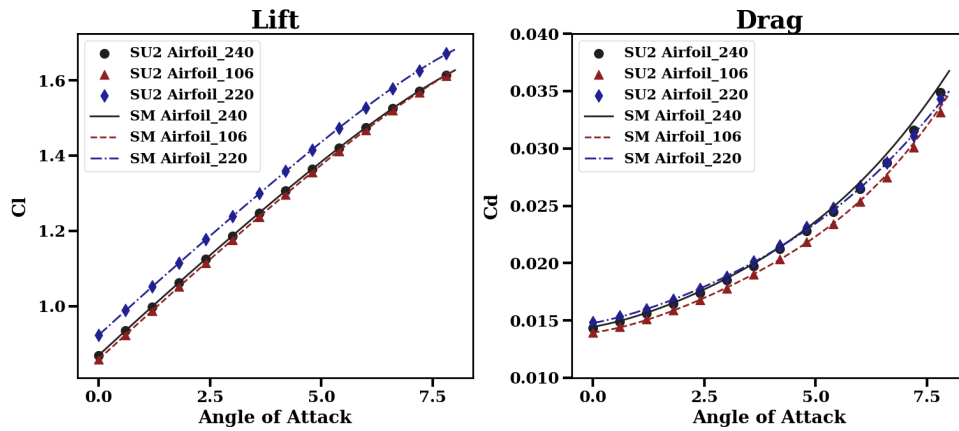 Lift
Cl
1.6
1.4
1.2
1.0
SU2 Airfoil_240
SU2 Airfoil_106
SU2 Airfoil_220
SM Airfoil_240
SM Airfoil_106
SM Airfoil_220
0.0 2.5 5.0 7.5
Angle of Attack
Drag
Cd
0.040
0.035
0.030
0.025
0.020
0.015
0.010
SU2 Airfoil_240
SU2 Airfoil_106
SU2 Airfoil_220
SM Airfoil_240
SM Airfoil_106
SM Airfoil_220
0.0 2.5 5.0 7.5
Angle of Attack